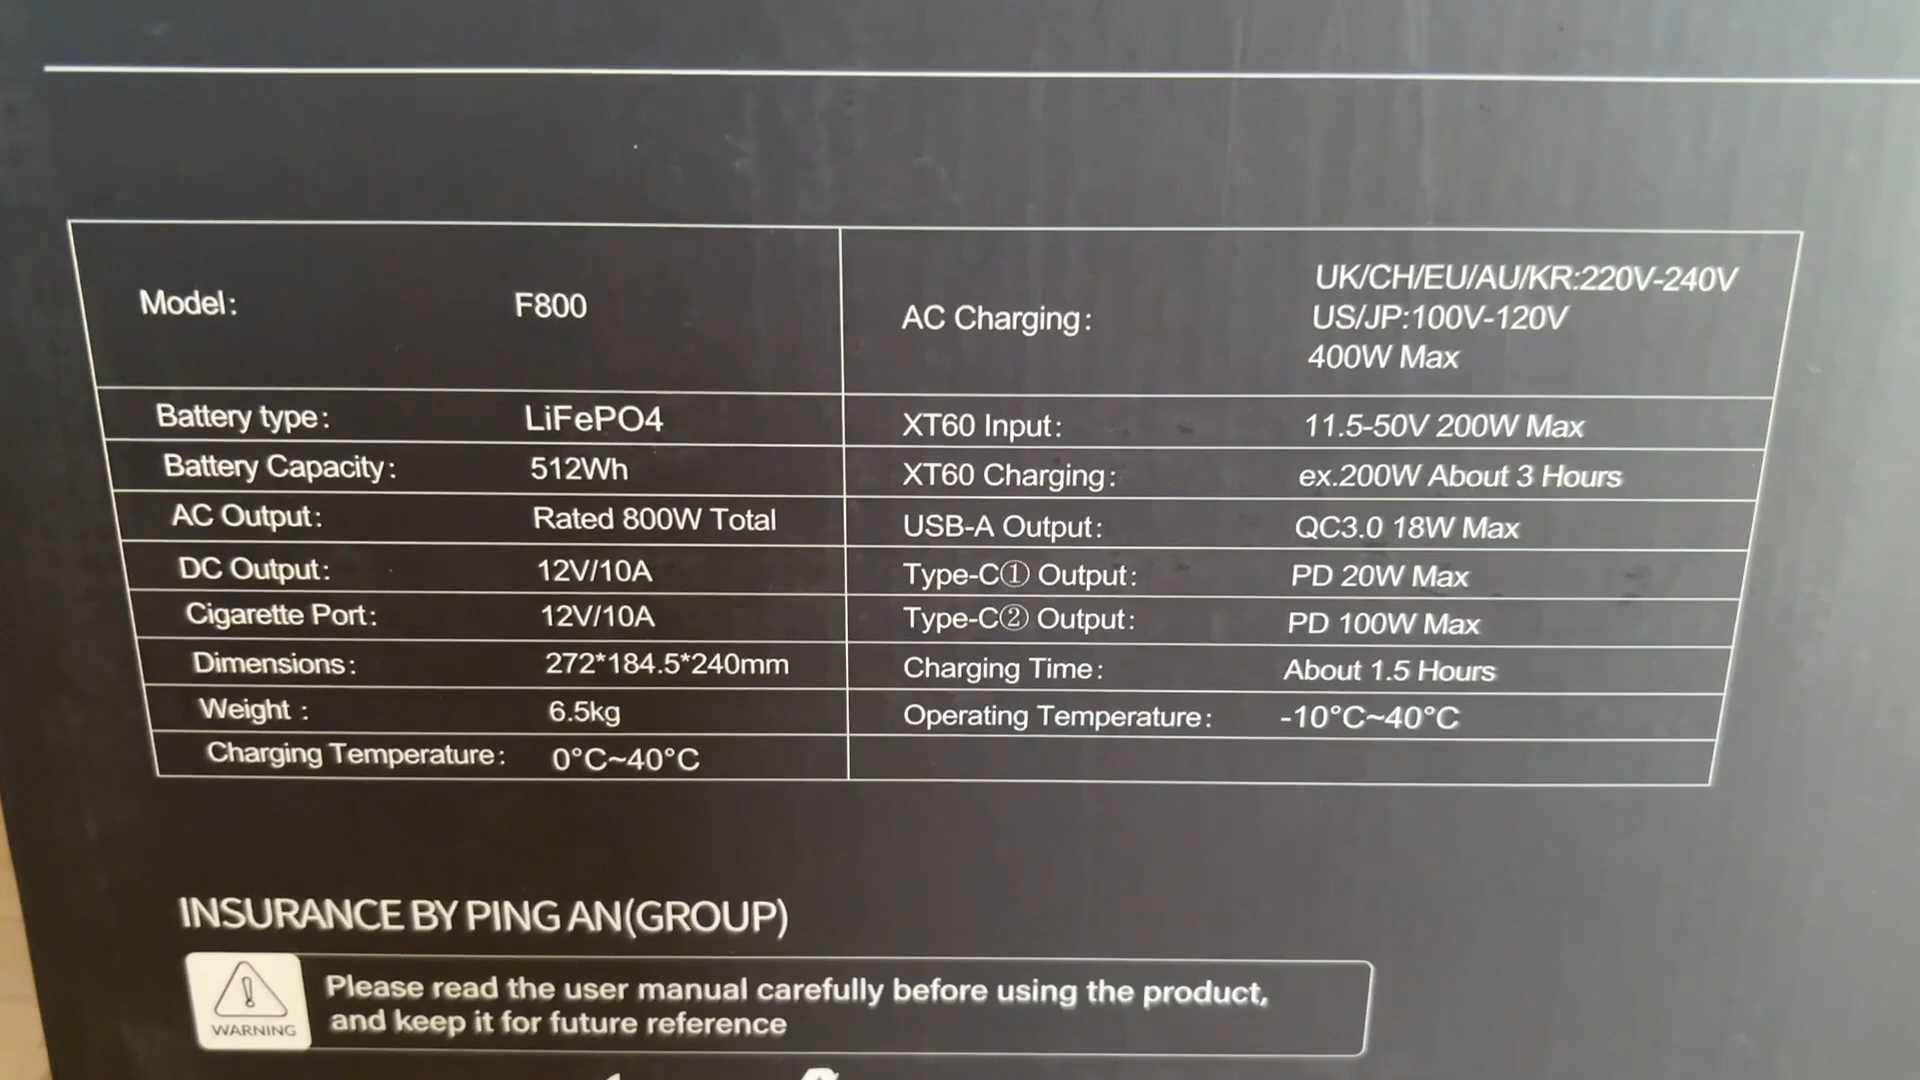 Model: F800
AC Charging: UK/CH/EU/AU/KR:220V-240V
US/JP:100V-120V
400W Max
Battery type: LiFePO4
XT60 Input: 11.5-50V 200W Max
Battery Capacity: 512Wh
XT60 Charging: ex.200W About 3 Hours
AC Output: Rated 800W Total
USB-A Output: QC3.0 18W Max
DC Output: 12V/10A
Type-C① Output: PD 20W Max
Cigarette Port: 12V/10A
Type-C② Output: PD 100W Max
Dimensions: 272*184.5*240mm
Charging Time: About 1.5 Hours
Weight : 6.5kg
Operating Temperature: -10°C~40°C
Charging Temperature: 0°C~40°C
INSURANCE BY PING AN(GROUP)
WARNING
Please read the user manual carefully before using the product,
and keep it for future reference